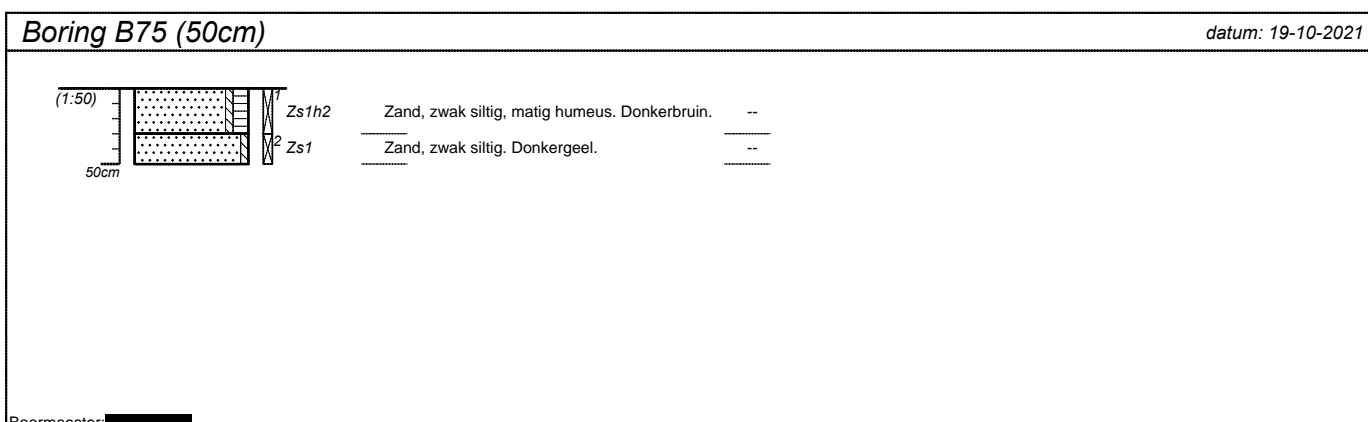 Boring B75 (50cm) datum: 19-10-2021
(1:50)
1
Zs1h2 Zand, zwak siltig, matig humeus. Donkerbruin. --
2
Zs1 Zand, zwak siltig. Donkergeel. --
50cm
Boormeester: